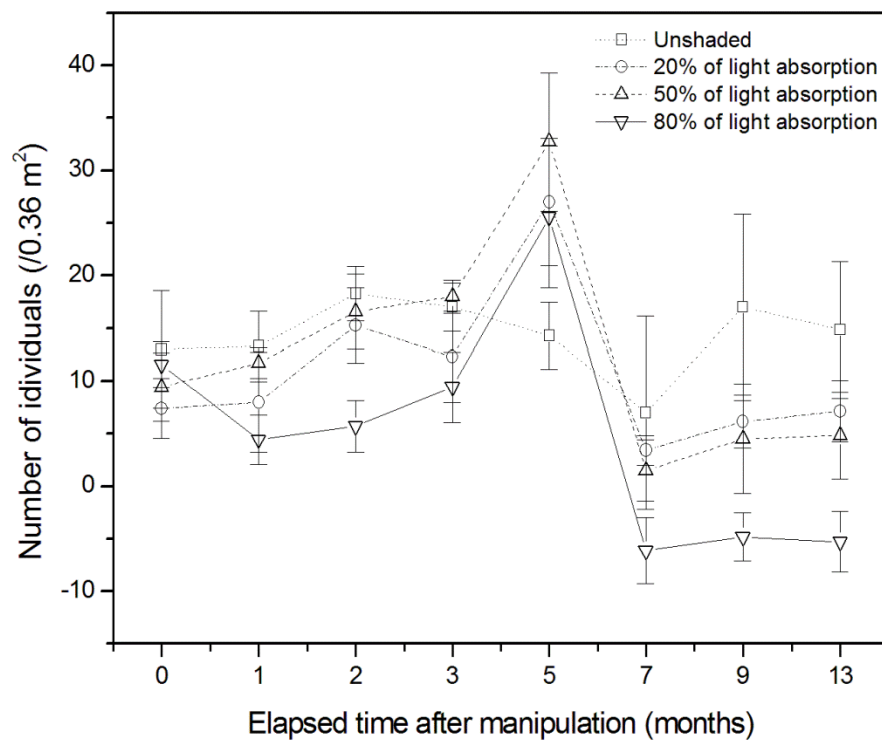 Unshaded
20% of light absorption
50% of light absorption
80% of light absorption
Number of idividuals (/0.36 m²)
40
30
20
10
0
-10
0 1 2 3 5 7 9 13
Elapsed time after manipulation (months)